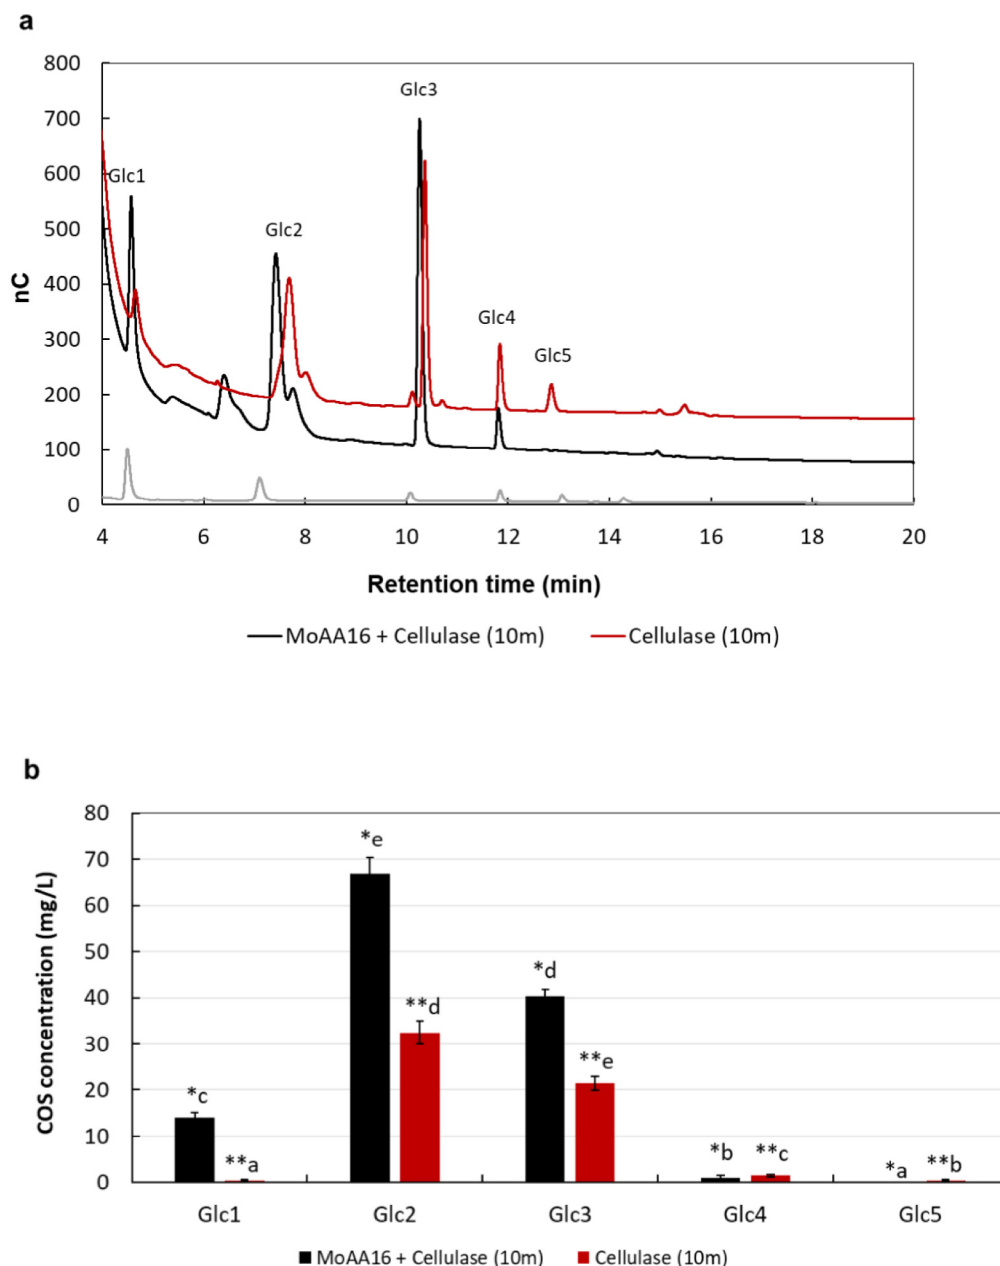 a
800
700
600
500
400
300
200
100
0
nC
Glc1
Glc2
Glc3
Glc4
Glc5
4 6 8 10 12 14 16 18 20
Retention time (min)
MoAA16 + Cellulase (10m) Cellulase (10m)
b
80
70
60
50
40
30
20
10
0
COS concentration (mg/L)
*c
**a
*e
**d
*d
**e
*b
**c
*a
**b
Glc1 Glc2 Glc3 Glc4 Glc5
MoAA16 + Cellulase (10m) Cellulase (10m)